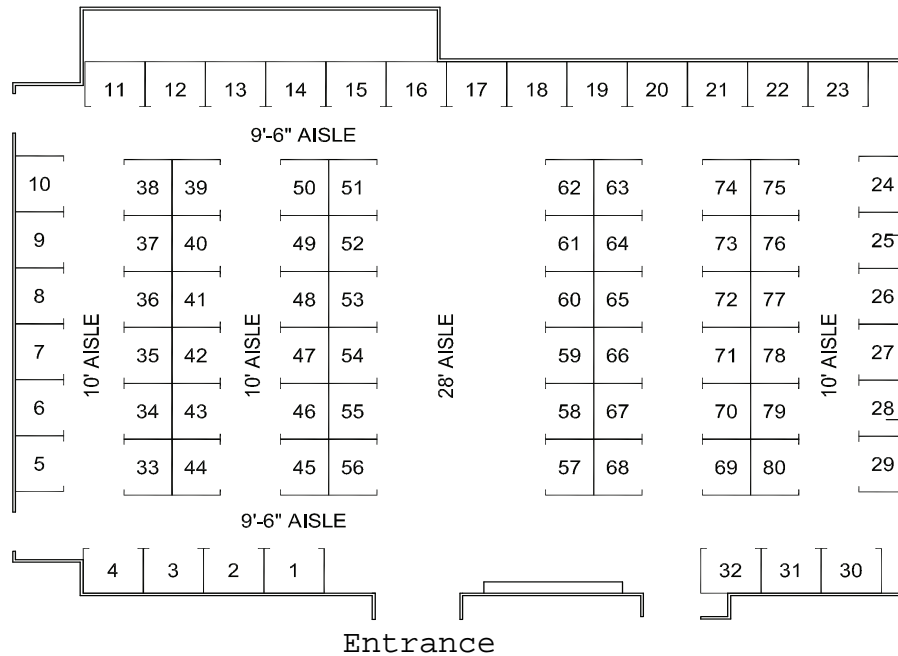 11 12 13 14 15 16 17 18 19 20 21 22 23
9'-6" AISLE
10 38 39 50 51 62 63 74 75 24
9 37 40 49 52 61 64 73 76 25
8 36 41 48 53 60 65 72 77 26
10' AISLE 10' AISLE 28' AISLE 10' AISLE
7 35 42 47 54 59 66 71 78 27
6 34 43 46 55 58 67 70 79 28
5 33 44 45 56 57 68 69 80 29
9'-6" AISLE
4 3 2 1 32 31 30
Entrance